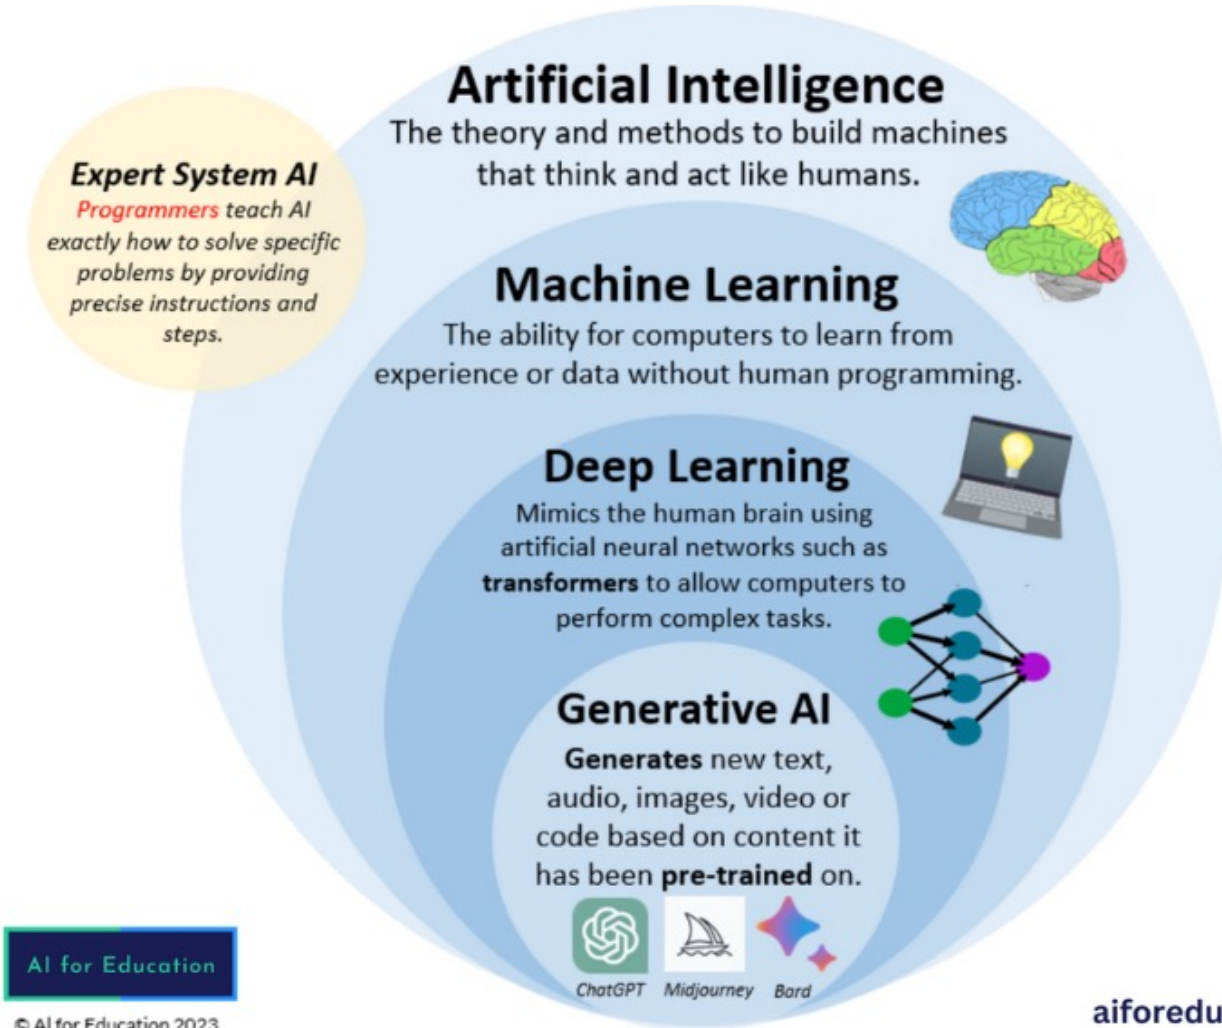 Artificial Intelligence
The theory and methods to build machines
that think and act like humans.
Expert System AI
Programmers teach AI
exactly how to solve specific
problems by providing
precise instructions and
steps.
Machine Learning
The ability for computers to learn from
experience or data without human programming.
Deep Learning
Mimics the human brain using
artificial neural networks such as
transformers to allow computers to
perform complex tasks.
Generative AI
Generates new text,
audio, images, video or
code based on content it
has been pre-trained on.
ChatGPT Midjourney Bard
AI for Education
© AI for Education 2023
aiforedu